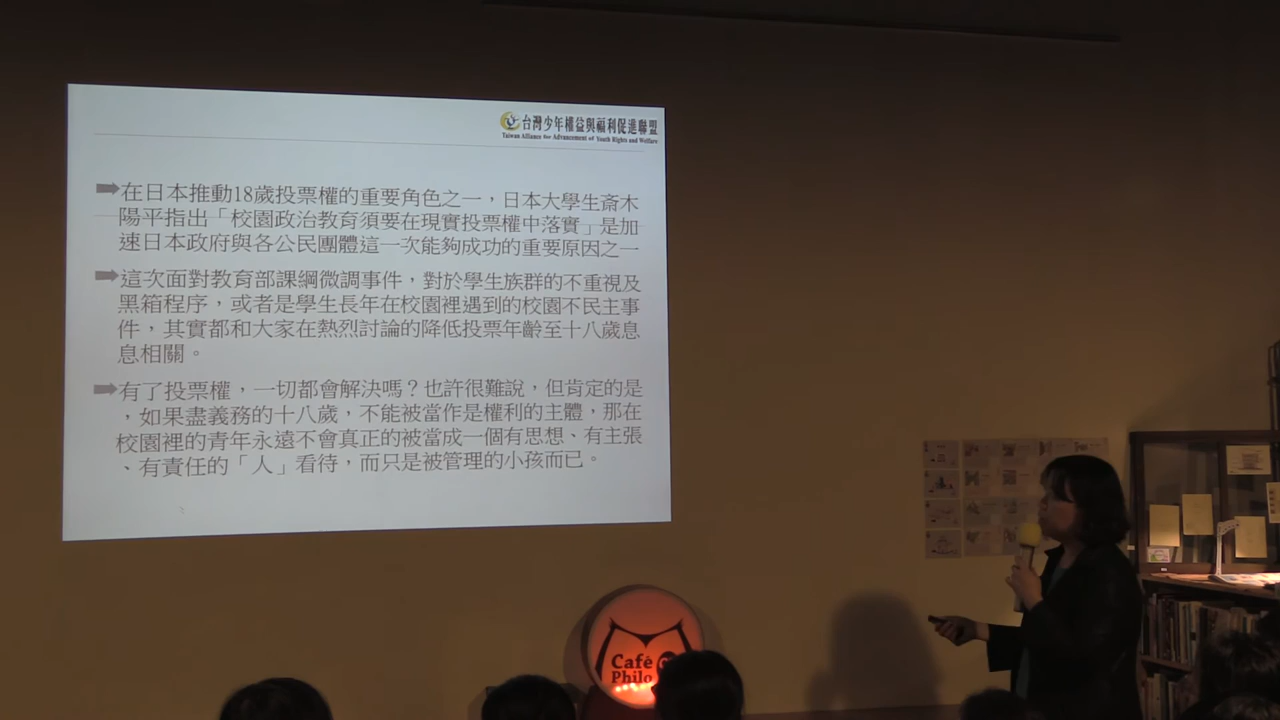 台灣少年權益與福利促進聯盟
Taiwan Alliance for Advancement of Youth Rights and Welfare
在日本推動18歲投票權的重要角色之一，日本大學生斎木
陽平指出「校園政治教育須要在現實投票權中落實」是加
速日本政府與各公民團體這一次能夠成功的重要原因之一
這次面對教育部課綱微調事件，對於學生族群的不重視及
黑箱程序，或者是學生長年在校園裡遇到的校園不民主事
件，其實都和大家在熱烈討論的降低投票年齡至十八歲息
息相關。
有了投票權，一切都會解決嗎？也許很難說，但肯定的是
，如果盡義務的十八歲，不能被當作是權利的主體，那在
校園裡的青年永遠不會真正的被當成一個有思想、有主張
、有責任的「人」看待，而只是被管理的小孩而已。
Café
Philo